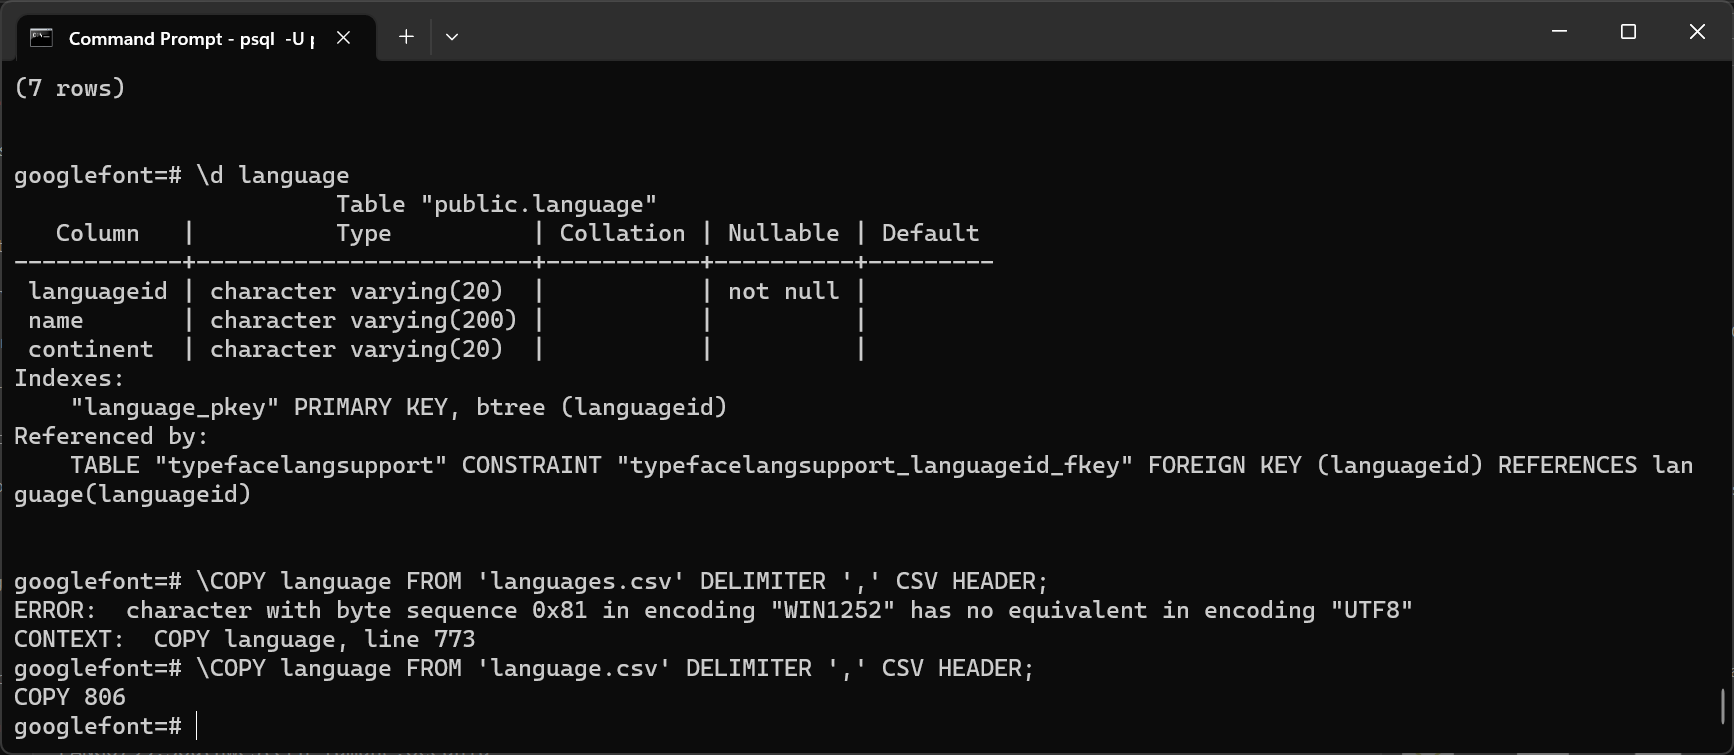 Command Prompt - psql  -U p
(7 rows)
googlefont=# \d language
                       Table "public.language"
   Column   |          Type          | Collation | Nullable | Default
------------+------------------------+-----------+----------+---------
 languageid | character varying(20)  |           | not null |
 name       | character varying(200) |           |          |
 continent  | character varying(20)  |           |          |
Indexes:
    "language_pkey" PRIMARY KEY, btree (languageid)
Referenced by:
    TABLE "typefacelangsupport" CONSTRAINT "typefacelangsupport_languageid_fkey" FOREIGN KEY (languageid) REFERENCES lan
guage(languageid)
googlefont=# \COPY language FROM 'languages.csv' DELIMITER ',' CSV HEADER;
ERROR:  character with byte sequence 0x81 in encoding "WIN1252" has no equivalent in encoding "UTF8"
CONTEXT:  COPY language, line 773
googlefont=# \COPY language FROM 'language.csv' DELIMITER ',' CSV HEADER;
COPY 806
googlefont=#